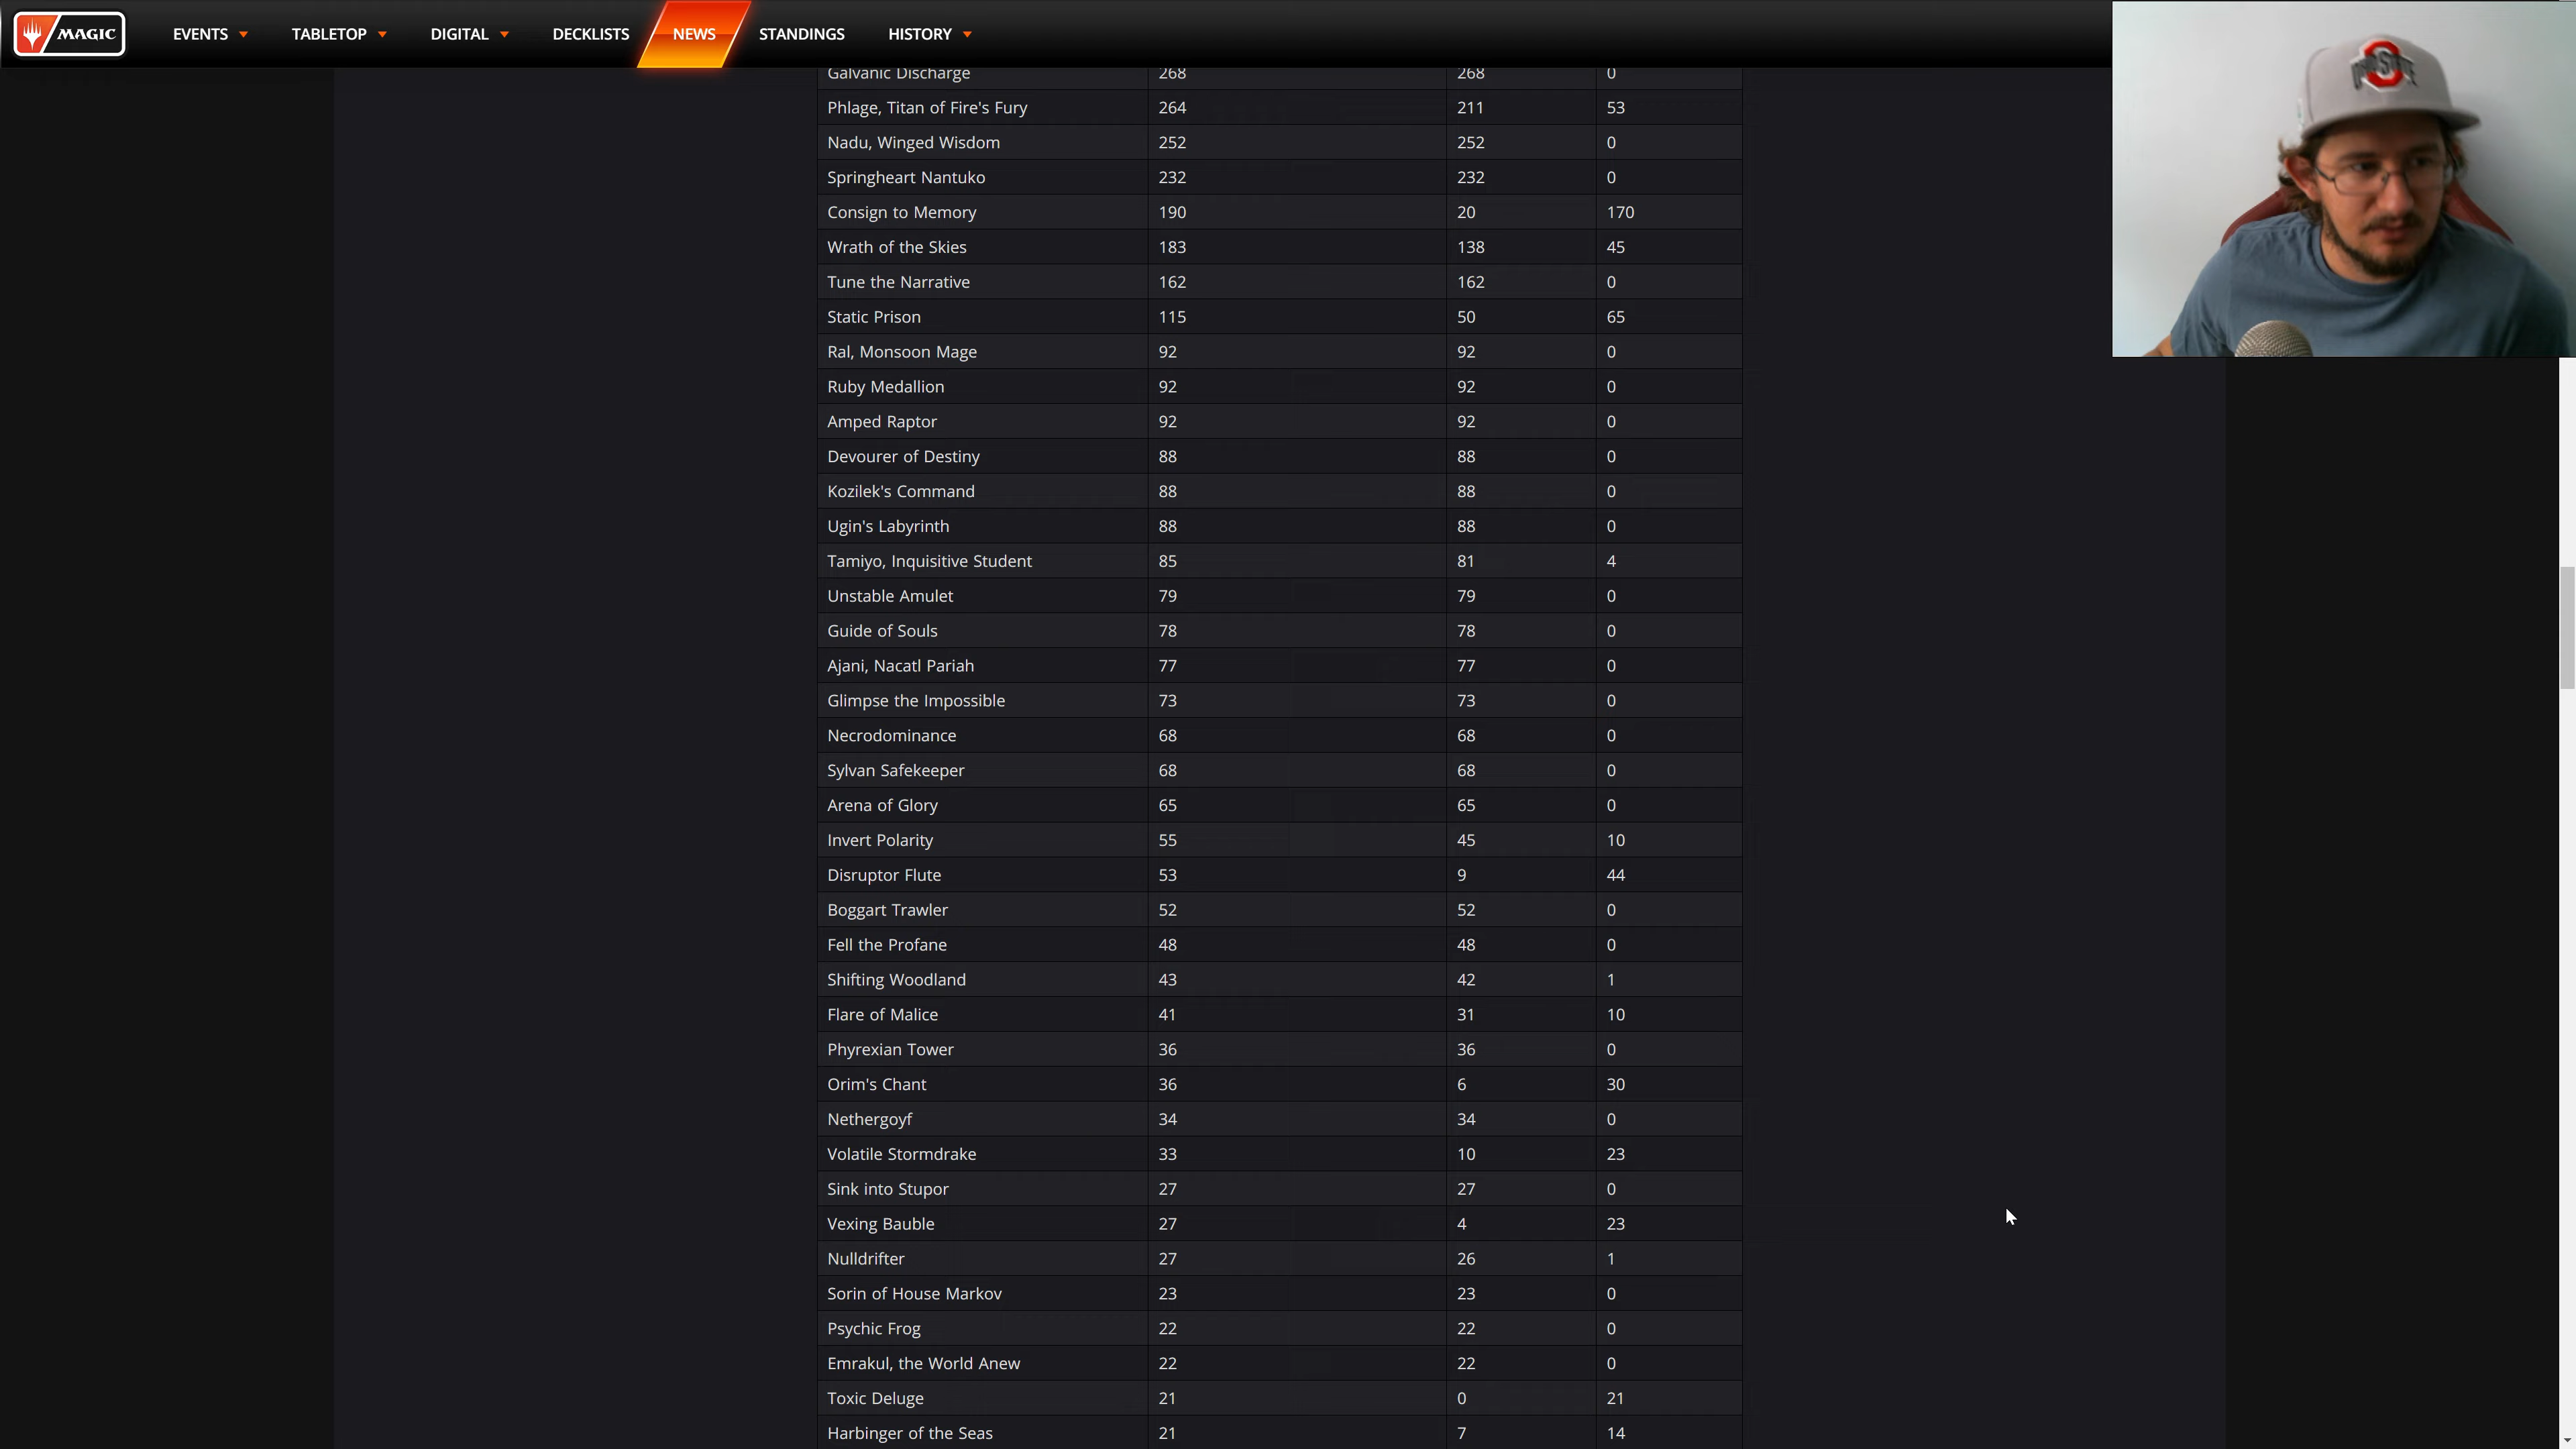 MAGIC EVENTS TABLETOP DIGITAL DECKLISTS NEWS STANDINGS HISTORY
Galvanic Discharge 268 268 0
Phlage, Titan of Fire's Fury 264 211 53
Nadu, Winged Wisdom 252 252 0
Springheart Nantuko 232 232 0
Consign to Memory 190 20 170
Wrath of the Skies 183 138 45
Tune the Narrative 162 162 0
Static Prison 115 50 65
Ral, Monsoon Mage 92 92 0
Ruby Medallion 92 92 0
Amped Raptor 92 92 0
Devourer of Destiny 88 88 0
Kozilek's Command 88 88 0
Ugin's Labyrinth 88 88 0
Tamiyo, Inquisitive Student 85 81 4
Unstable Amulet 79 79 0
Guide of Souls 78 78 0
Ajani, Nacatl Pariah 77 77 0
Glimpse the Impossible 73 73 0
Necrodominance 68 68 0
Sylvan Safekeeper 68 68 0
Arena of Glory 65 65 0
Invert Polarity 55 45 10
Disruptor Flute 53 9 44
Boggart Trawler 52 52 0
Fell the Profane 48 48 0
Shifting Woodland 43 42 1
Flare of Malice 41 31 10
Phyrexian Tower 36 36 0
Orim's Chant 36 6 30
Nethergoyf 34 34 0
Volatile Stormdrake 33 10 23
Sink into Stupor 27 27 0
Vexing Bauble 27 4 23
Nulldrifter 27 26 1
Sorin of House Markov 23 23 0
Psychic Frog 22 22 0
Emrakul, the World Anew 22 22 0
Toxic Deluge 21 0 21
Harbinger of the Seas 21 7 14